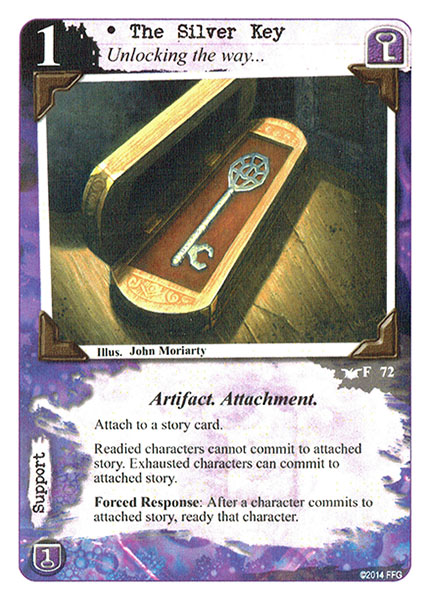 1
• The Silver Key
Unlocking the way...
Illus. John Moriarty
F 72
Artifact. Attachment.
Attach to a story card.
Readied characters cannot commit to attached
story. Exhausted characters can commit to
attached story.
Forced Response: After a character commits to
attached story, ready that character.
Support
1
©2014 FFG